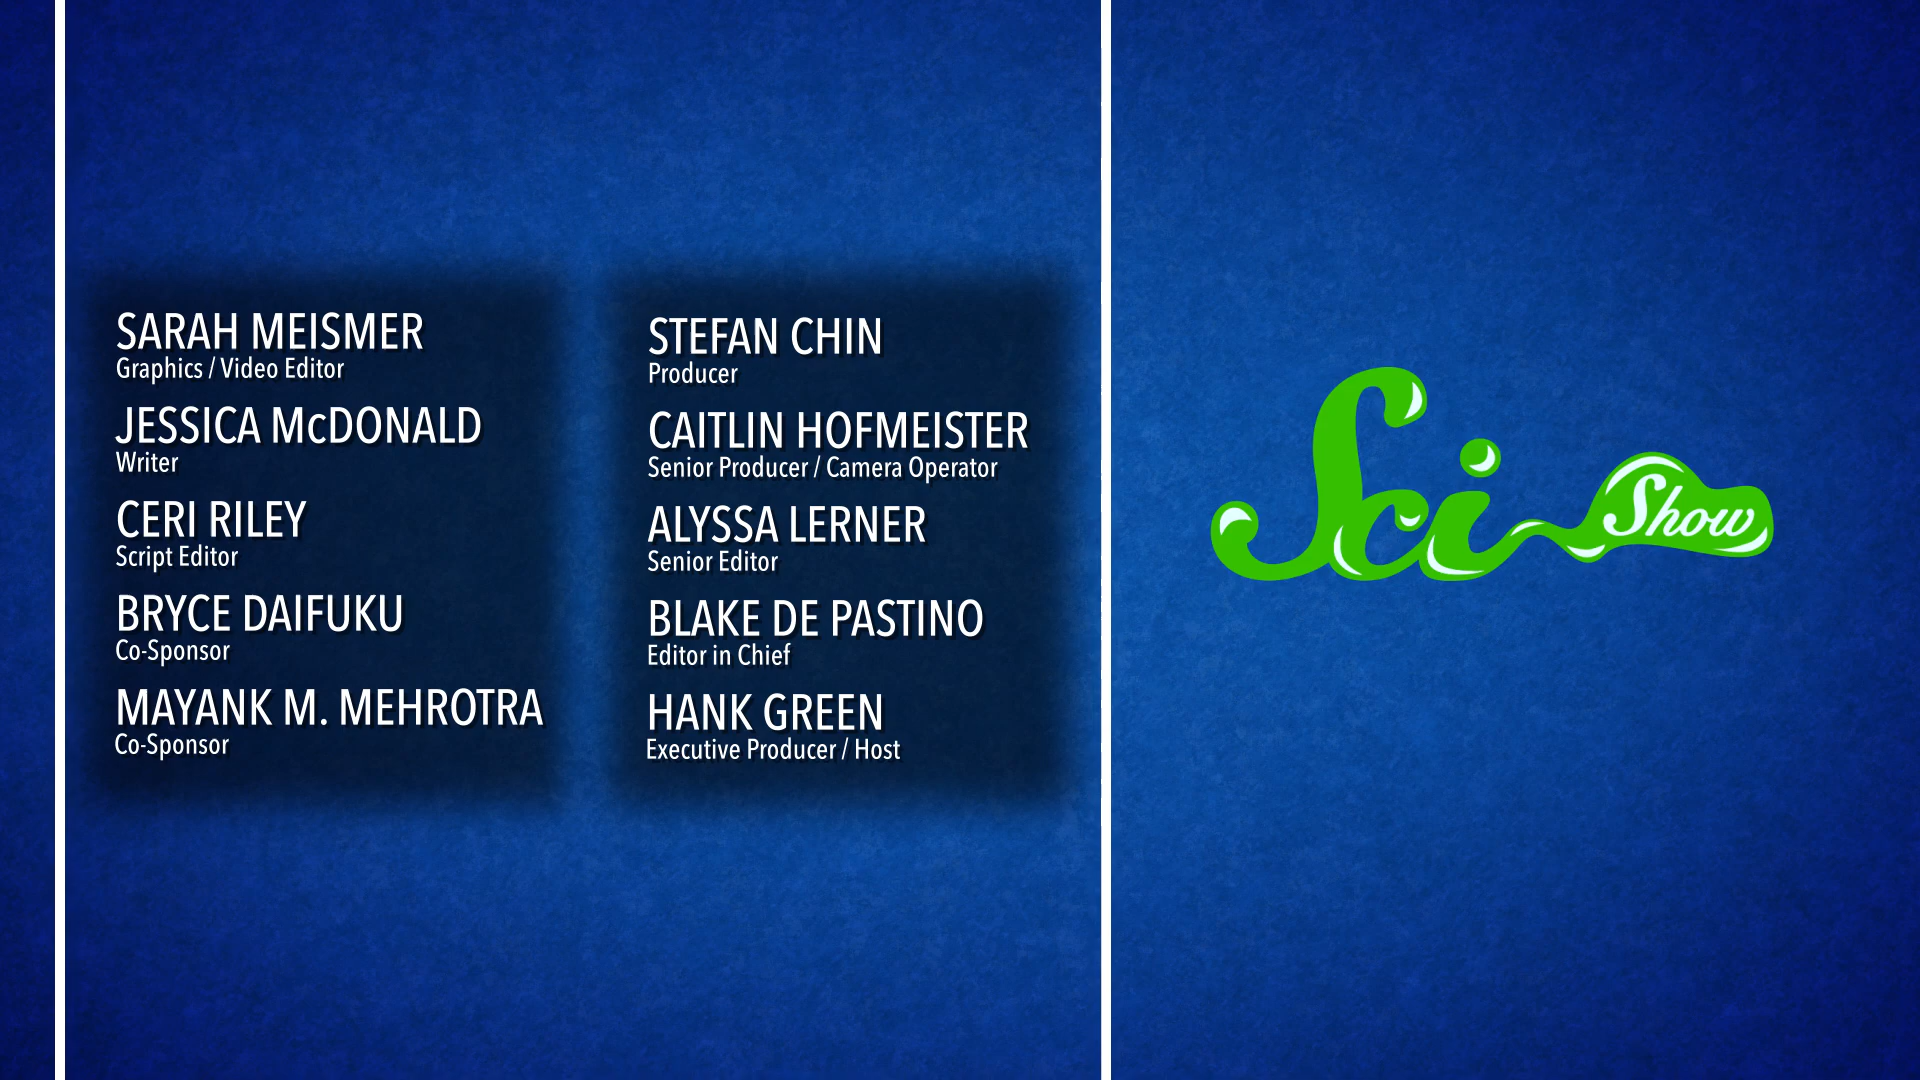 SARAH MEISMER
Graphics / Video Editor
JESSICA McDONALD
Writer
CERI RILEY
Script Editor
BRYCE DAIFUKU
Co-Sponsor
MAYANK M. MEHROTRA
Co-Sponsor
STEFAN CHIN
Producer
CAITLIN HOFMEISTER
Senior Producer / Camera Operator
ALYSSA LERNER
Senior Editor
BLAKE DE PASTINO
Editor in Chief
HANK GREEN
Executive Producer / Host
Sci Show